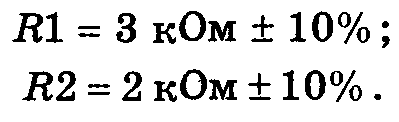 R1 = 3 кОм ± 10%;
R2 = 2 кОм ± 10%.